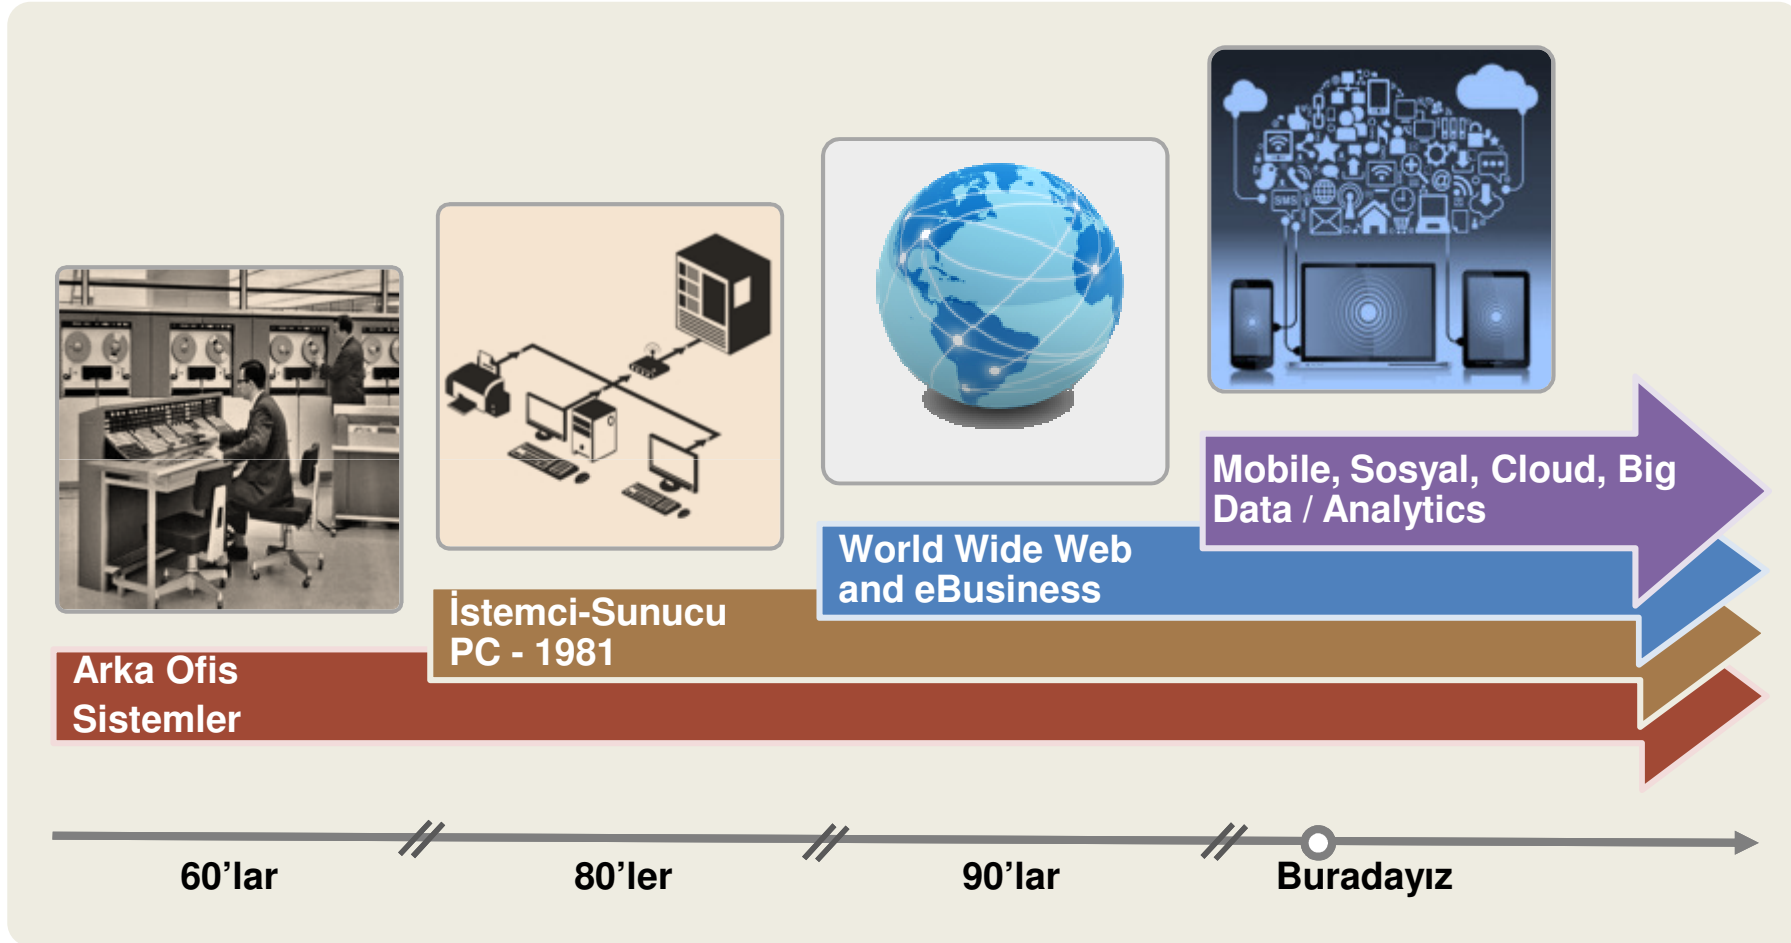 SMS
Mobile, Sosyal, Cloud, Big
Data / Analytics
World Wide Web
and eBusiness
İstemci-Sunucu
PC - 1981
Arka Ofis
Sistemler
60’lar
80’ler
90’lar
Buradayız